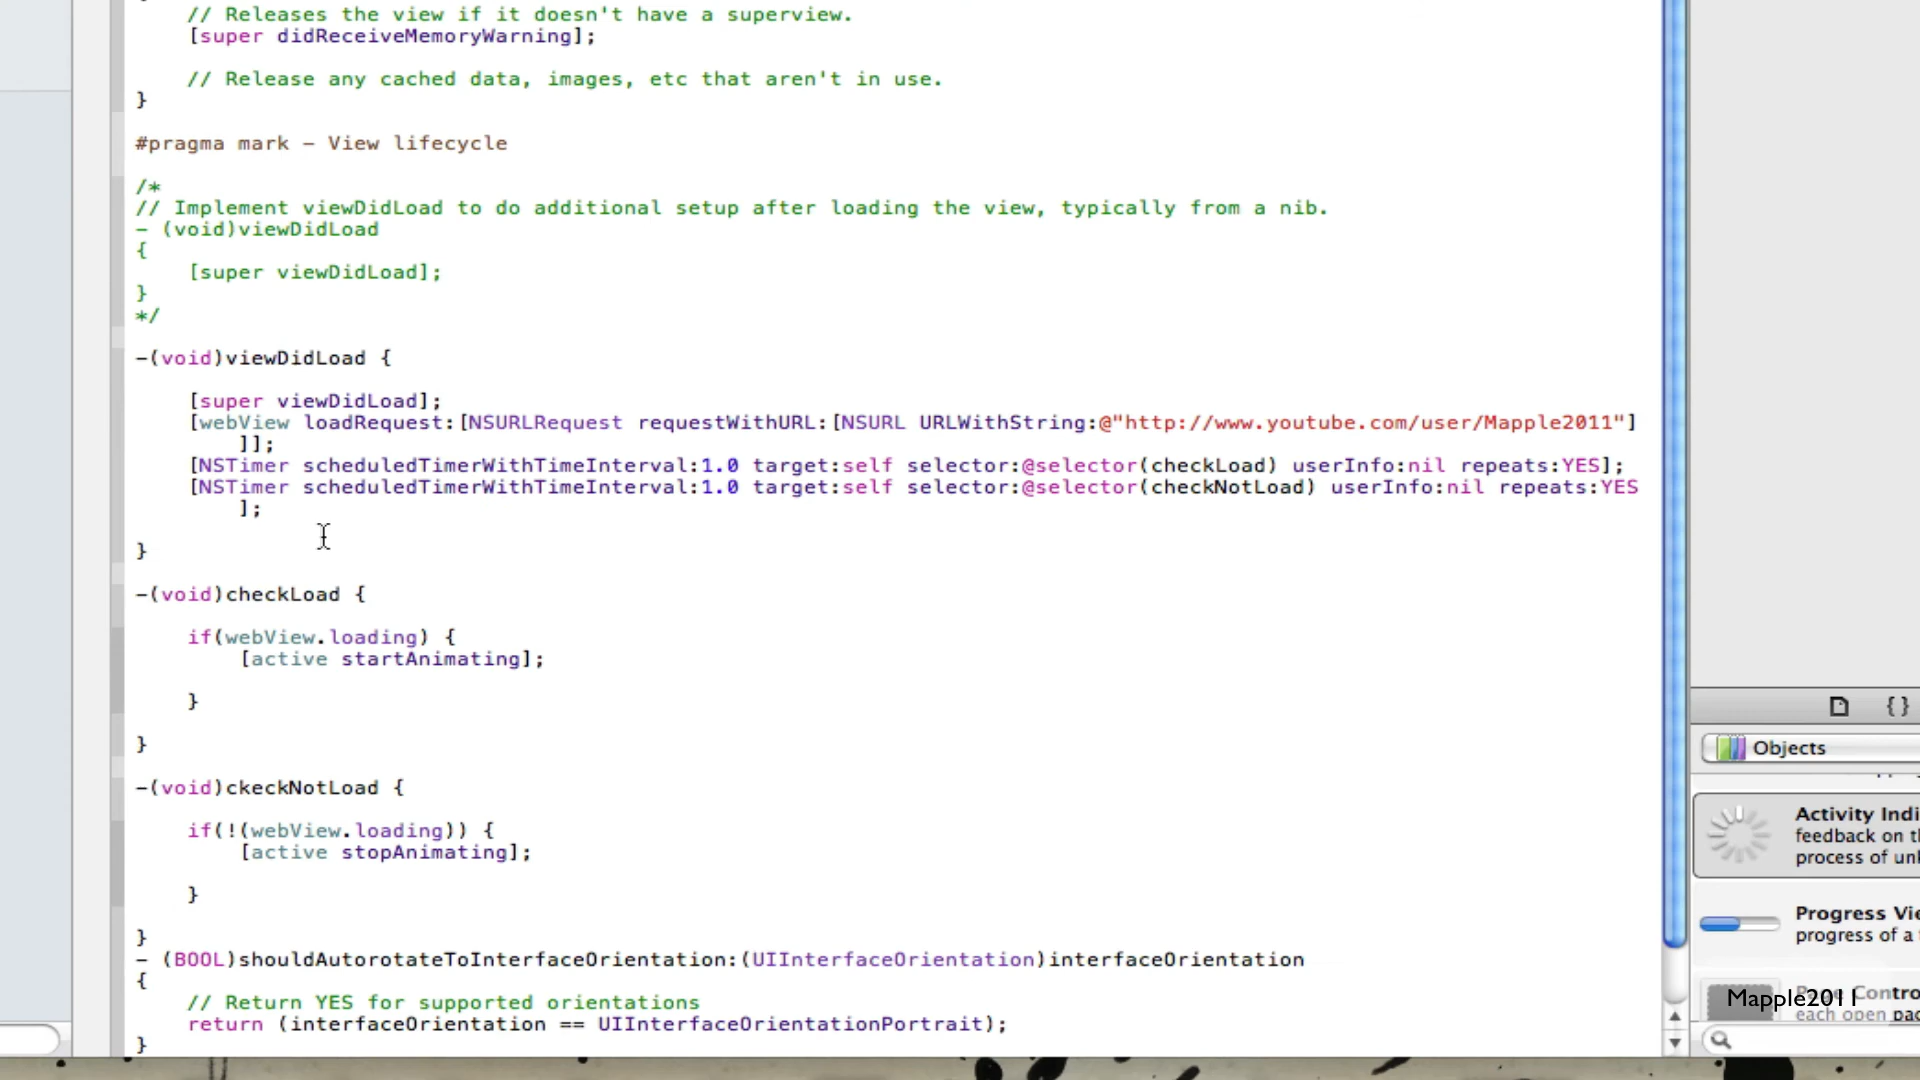 // Releases the view if it doesn't have a superview.
[super didReceiveMemoryWarning];
// Release any cached data, images, etc that aren't in use.
}
#pragma mark - View lifecycle
/*
// Implement viewDidLoad to do additional setup after loading the view, typically from a nib.
- (void)viewDidLoad
{
[super viewDidLoad];
}
*/
-(void)viewDidLoad {
[super viewDidLoad];
[webView loadRequest:[NSURLRequest requestWithURL:[NSURL URLWithString:@"http://www.youtube.com/user/Mapple2011"]
]];
[NSTimer scheduledTimerWithTimeInterval:1.0 target:self selector:@selector(checkLoad) userInfo:nil repeats:YES];
[NSTimer scheduledTimerWithTimeInterval:1.0 target:self selector:@selector(checkNotLoad) userInfo:nil repeats:YES
];
}
-(void)checkLoad {
if(webView.loading) {
[active startAnimating];
}
}
-(void)ckeckNotLoad {
if(!(webView.loading)) {
[active stopAnimating];
}
}
- (BOOL)shouldAutorotateToInterfaceOrientation:(UIInterfaceOrientation)interfaceOrientation
{
// Return YES for supported orientations
return (interfaceOrientation == UIInterfaceOrientationPortrait);
}
{ }
Objects
Activity Indi
feedback on t
process of un
Progress Vie
progress of a
Contro
each open pa
Mapple2011